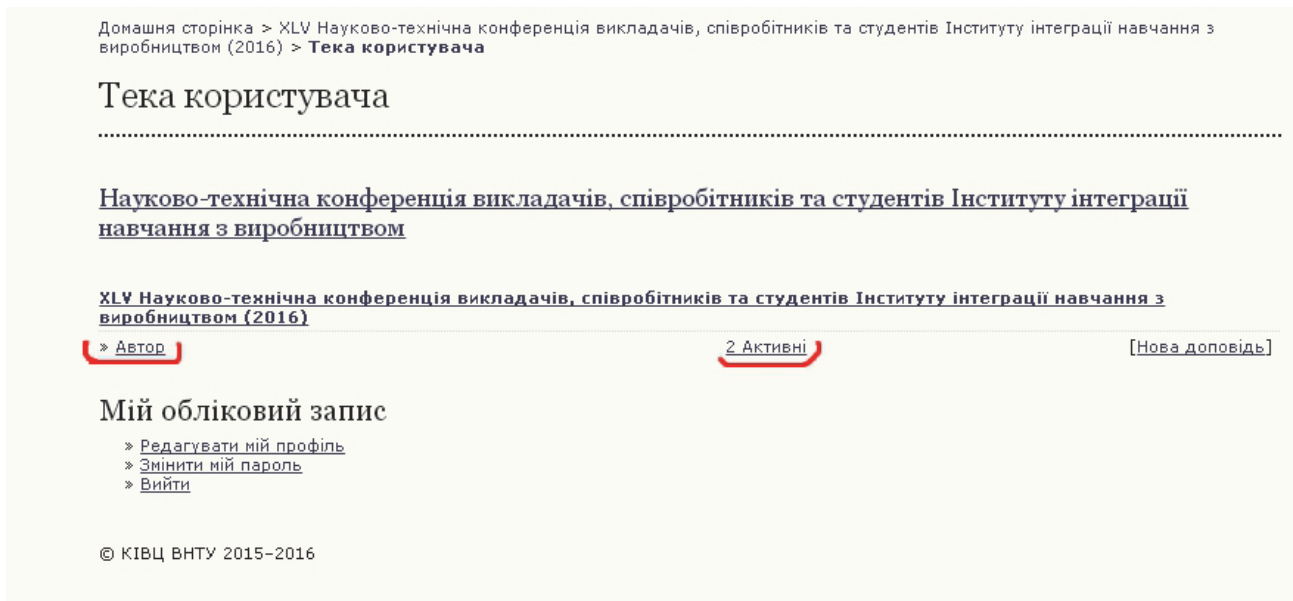 Домашня сторінка > XLV Науково-технічна конференція викладачів, співробітників та студентів Інституту інтеграції навчання з
виробництвом (2016) > Тека користувача
Тека користувача
Науково-технічна конференція викладачів, співробітників та студентів Інституту інтеграції
навчання з виробництвом
XLV Науково-технічна конференція викладачів, співробітників та студентів Інституту інтеграції навчання з
виробництвом (2016)
» Автор 2 Активні [Нова доповідь]
Мій обліковий запис
» Редагувати мій профіль
» Змінити мій пароль
» Вийти
© КІВЦ ВНТУ 2015–2016